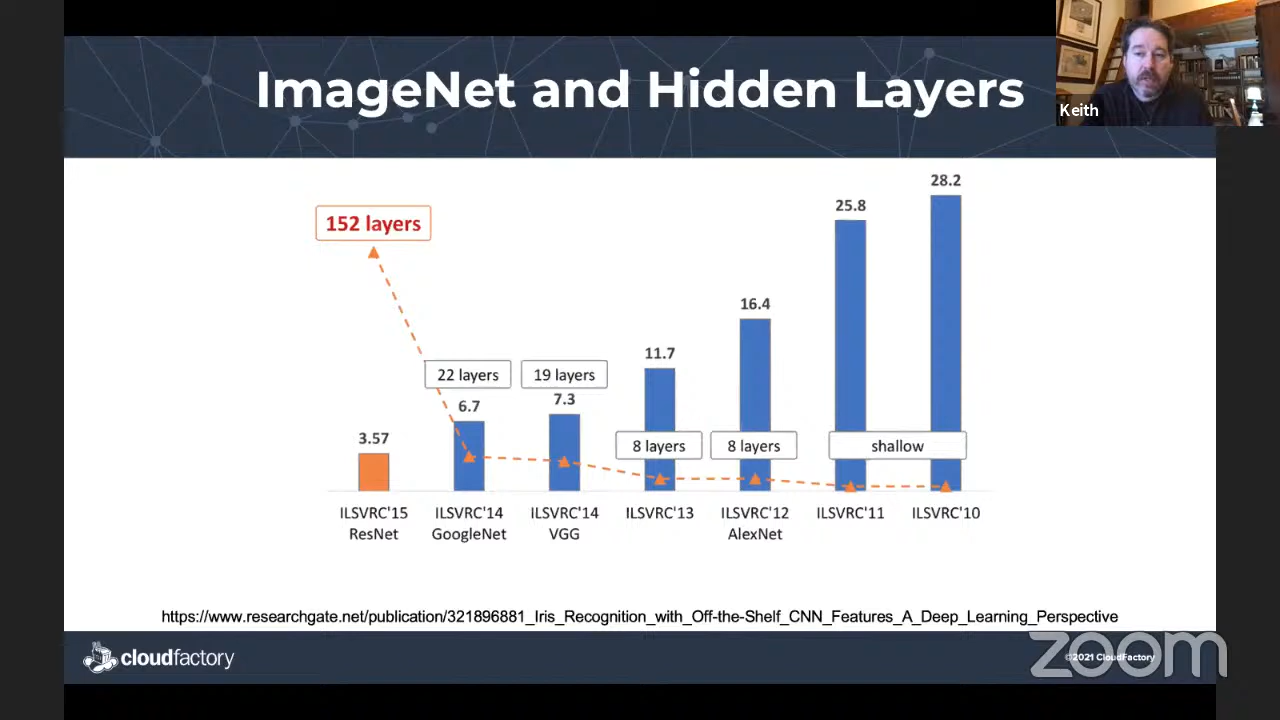 ImageNet and Hidden Layers
Keith
28.2
25.8
152 layers
16.4
11.7
22 layers
19 layers
6.7
7.3
3.57
8 layers
8 layers
shallow
ILSVRC'15
ResNet
ILSVRC'14
GoogleNet
ILSVRC'14
VGG
ILSVRC'13
ILSVRC'12
AlexNet
ILSVRC'11
ILSVRC'10
https://www.researchgate.net/publication/321896881_Iris_Recognition_with_Off-the-Shelf_CNN_Features_A_Deep_Learning_Perspective
cloudfactory
©2021 CloudFactory
zoom